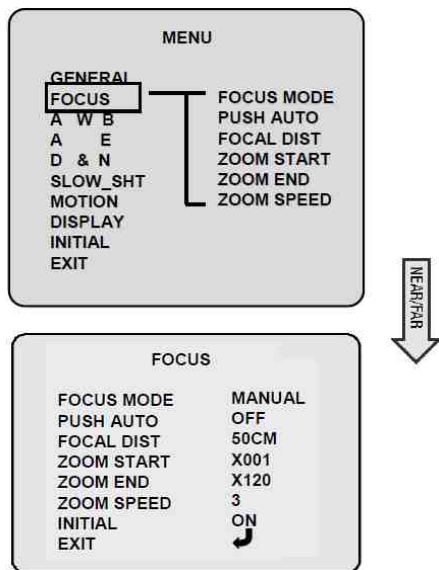 MENU
GENERAL
FOCUS
A W B
A E
D & N
SLOW_SHT
MOTION
DISPLAY
INITIAL
EXIT
FOCUS MODE
PUSH AUTO
FOCAL DIST
ZOOM START
ZOOM END
ZOOM SPEED
NEAR/FAR
FOCUS
FOCUS MODE MANUAL
PUSH AUTO OFF
FOCAL DIST 50CM
ZOOM START X001
ZOOM END X120
ZOOM SPEED 3
INITIAL ON
EXIT